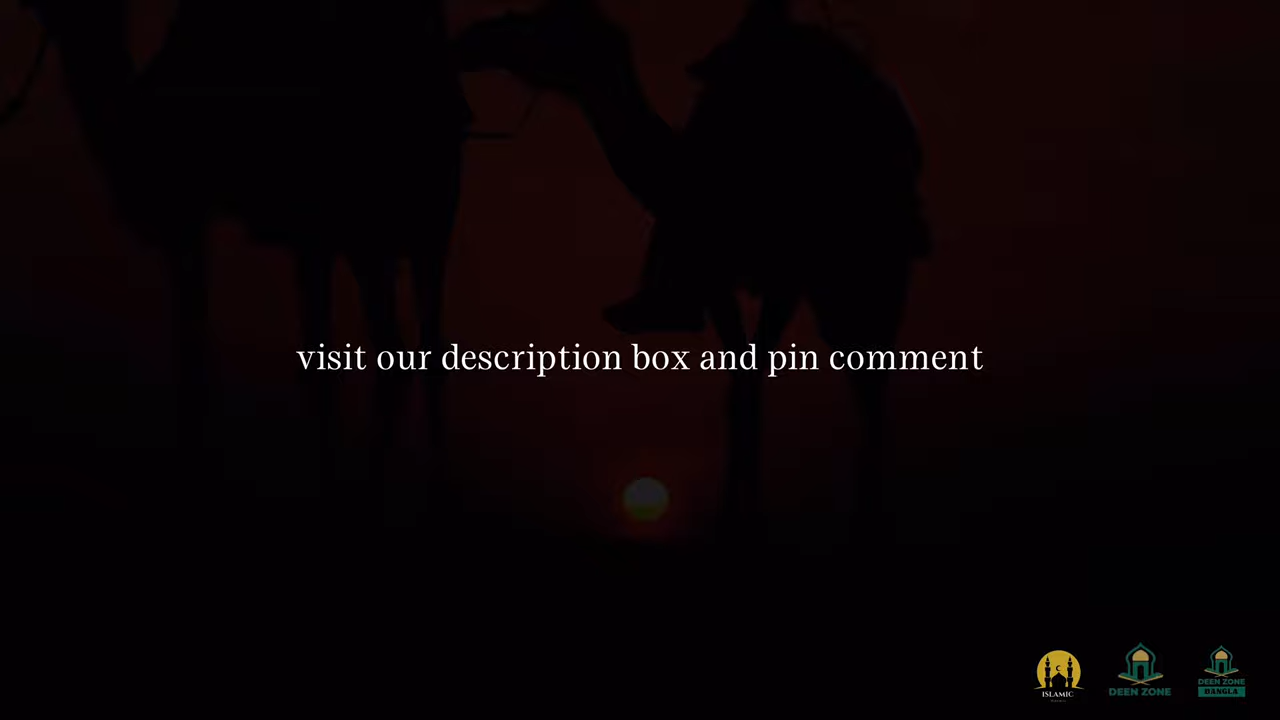 visit our description box and pin comment
ISLAMIC
DEEN ZONE
DEEN ZONE
BANGLA